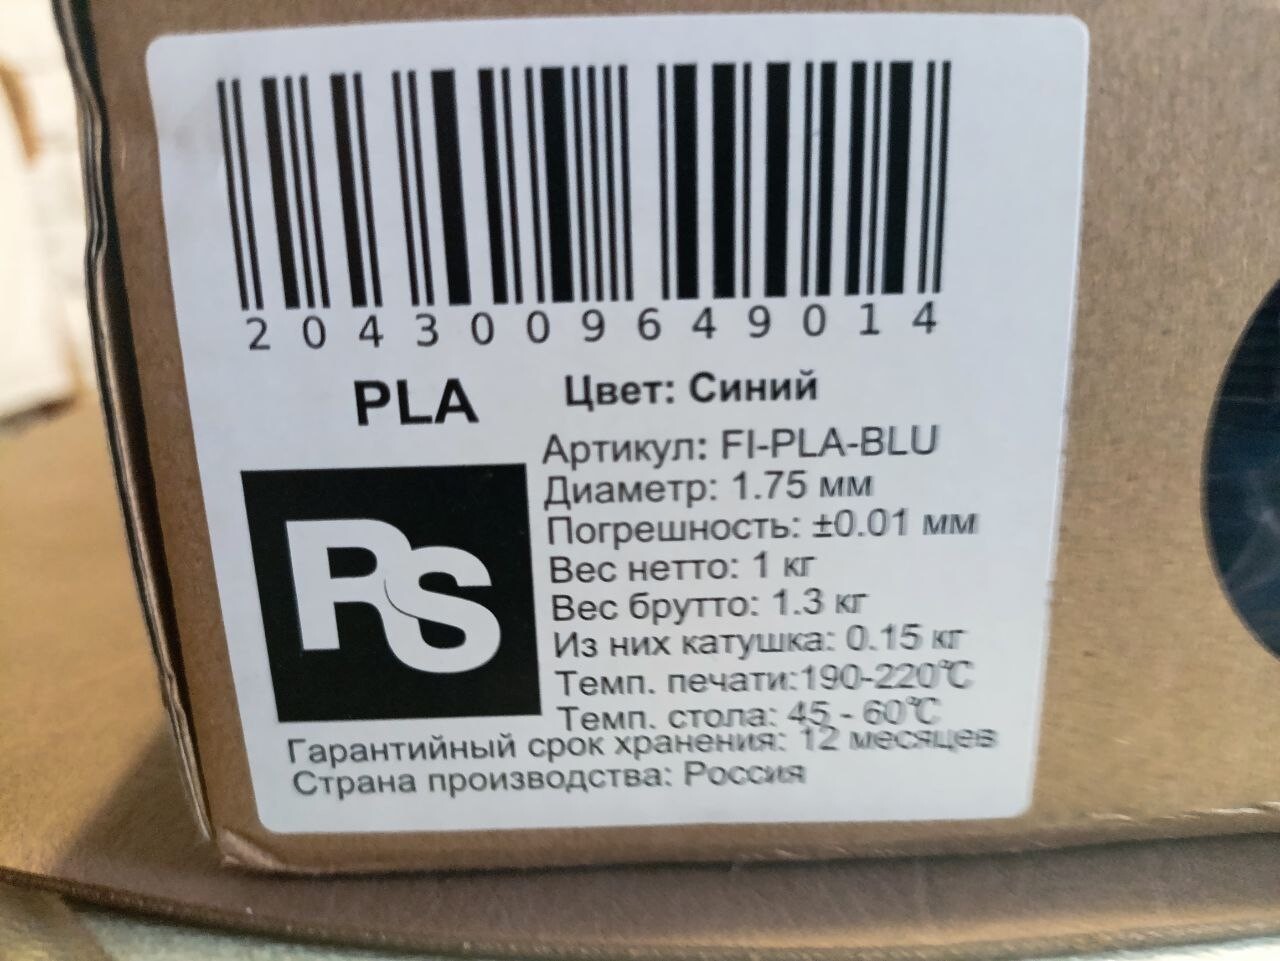 2043009649014
PLA
Цвет: Синий
Артикул: FI-PLA-BLU
Диаметр: 1.75 мм
Погрешность: ±0.01 мм
Вес нетто: 1 кг
Вес брутто: 1.3 кг
Из них катушка: 0.15 кг
Темп. печати:190-220℃
Темп. стола: 45 - 60℃
RS
Гарантийный срок хранения: 12 месяцев
Страна производства: Россия